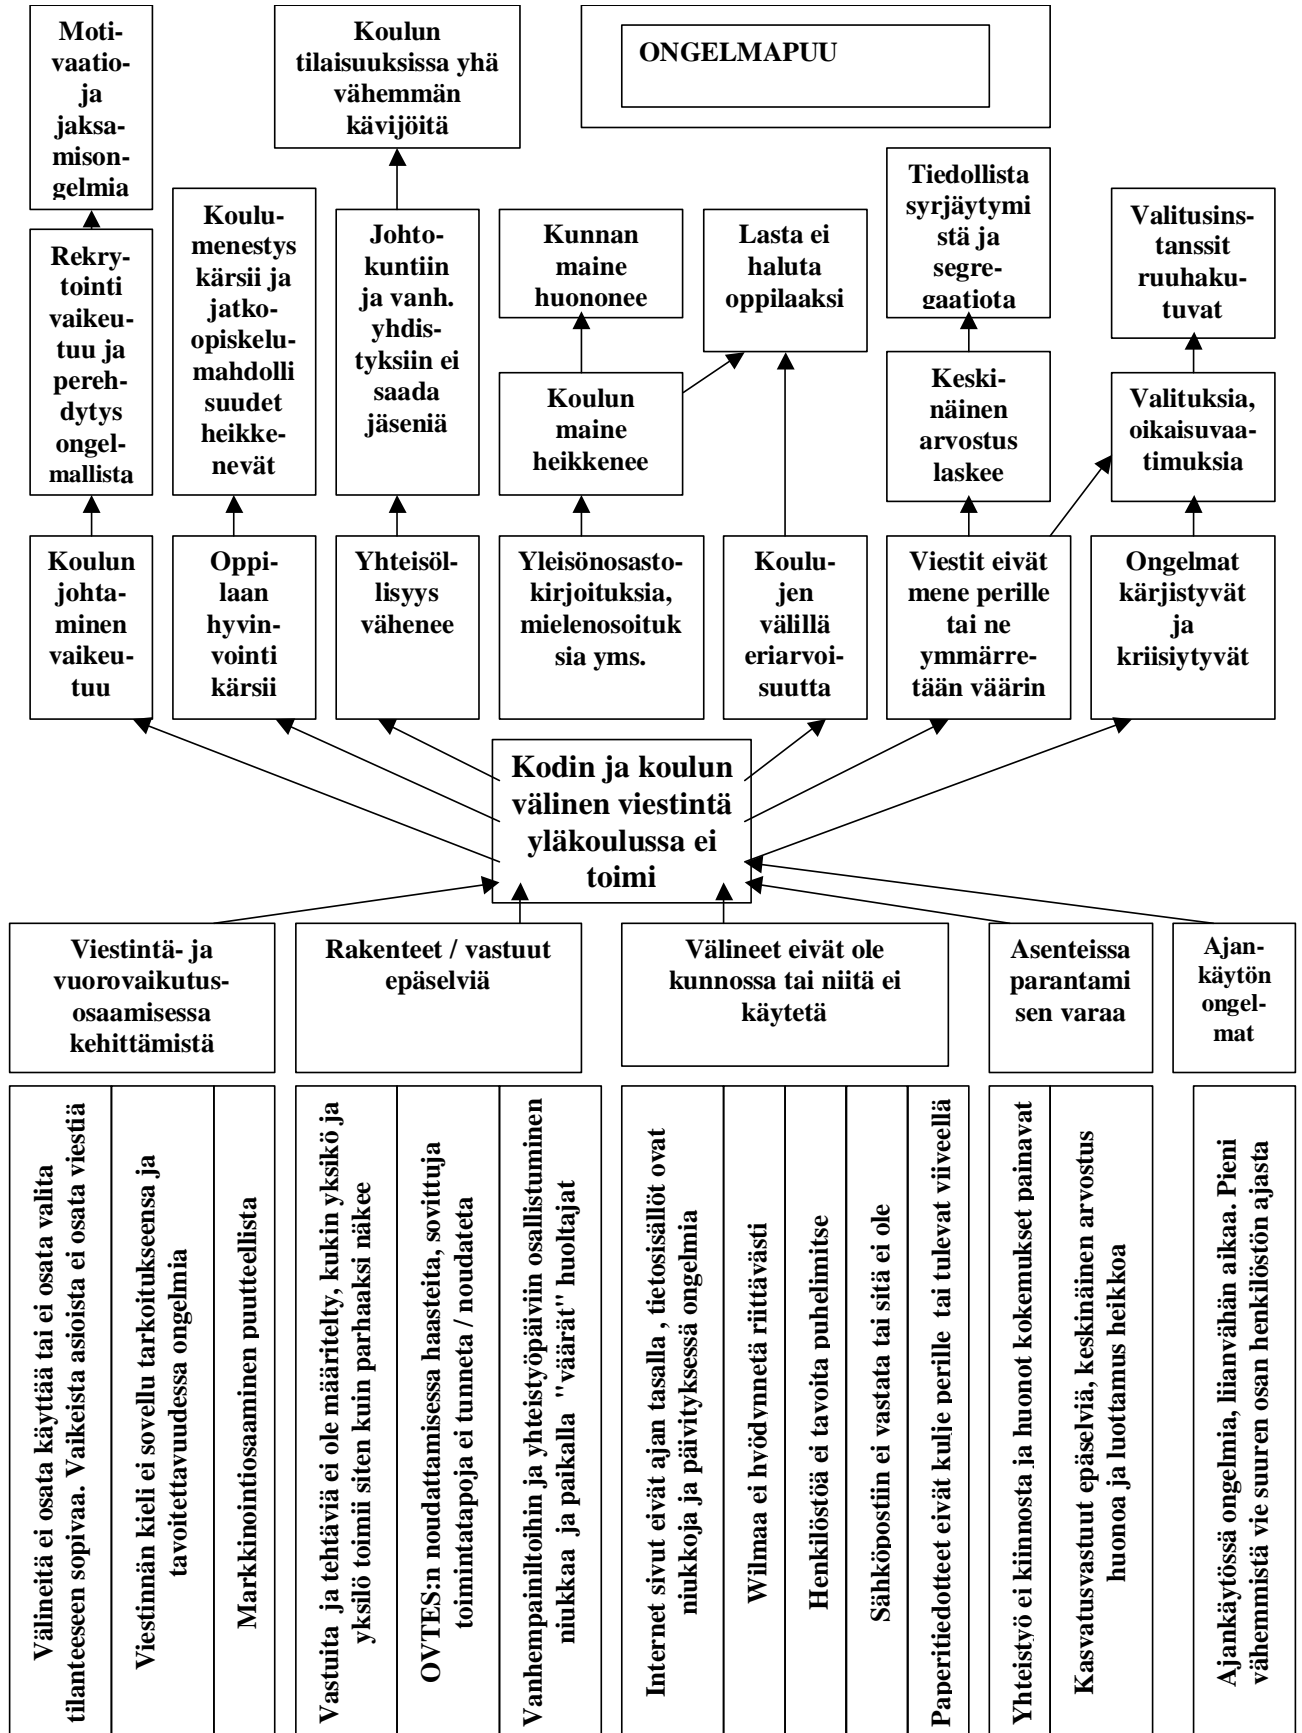 Moti-
vaatio-
ja
jaksa-
mison-
gelmia
Koulun
tilaisuuksissa yhä
vähemmän
kävijöitä
ONGELMAPUU
Rekry-
tointi
vaikeu-
tuu ja
pereh-
dytys
ongel-
mallista
Koulu-
menestys
kärsii ja
jatko-
opiskelu-
mahdolli
suudet
heikke-
nevät
Johto-
kuntiin
ja vanh.
yhdis-
tyksiin ei
saada
jäseniä
Kunnan
maine
huononee
Lasta ei
haluta
oppilaaksi
Tiedollista
syrjäytymi
stä ja
segre-
gaatiota
Valitusins-
tanssit
ruuhaku-
tuvat
Koulun
maine
heikkenee
Keski-
näinen
arvostus
laskee
Valituksia,
oikaisuvaa-
timuksia
Koulun
johta-
minen
vaikeu-
tuu
Oppi-
laan
hyvin-
vointi
kärsii
Yhteisöl-
lisyys
vähenee
Yleisönosasto-
kirjoituksia,
mielenosoituk
sia yms.
Koulu-
jen
välillä
eriarvoi-
suutta
Viestit eivät
mene perille
tai ne
ymmärre-
tään väärin
Ongelmat
kärjistyvät
ja
kriisiytyvät
Kodin ja koulun
välinen viestintä
yläkoulussa ei
toimi
Viestintä- ja
vuorovaikutus-
osaamisessa
kehittämistä
Rakenteet / vastuut
epäselviä
Välineet eivät ole
kunnossa tai niitä ei
käytetä
Asenteissa
parantami
sen varaa
Ajan-
käytön
ongel-
mat
Välineitä ei osata käyttää tai ei osata valita
tilanteeseen sopivaa. Vaikeista asioista ei osata viestiä
Viestinnän kieli ei sovellu tarkoitukseensa ja
tavoitettavuudessa ongelmia
Markkinointiosaaminen puutteellista
Vastuita ja tehtäviä ei ole määritelty, kukin yksikö ja
yksilö toimii siten kuin parhaaksi näkee
OVTES:n noudattamisessa haasteita, sovittuja
toimintatapoja ei tunneta / noudateta
Vanhempainiltoihin ja yhteistyöpäiviin osallistuminen
niukkaa ja paikalla "väärät" huoltajat
Internet sivut eivät ajan tasalla , tietosisällöt ovat
niukkoja ja päivityksessä ongelmia
Wilmaa ei hyödynnetä riittävästi
Henkilöstöä ei tavoita puhelimitse
Sähköpostiin ei vastata tai sitä ei ole
Paperitiedotteet eivät kulje perille tai tulevat viiveellä
Yhteistyö ei kiinnosta ja huonot kokemukset painavat
Kasvatusvastuut epäselviä, keskinäinen arvostus
huonoa ja luottamus heikkoa
Ajankäytössä ongelmia, liianvähän aikaa. Pieni
vähemmistä vie suuren osan henkilöstön ajasta